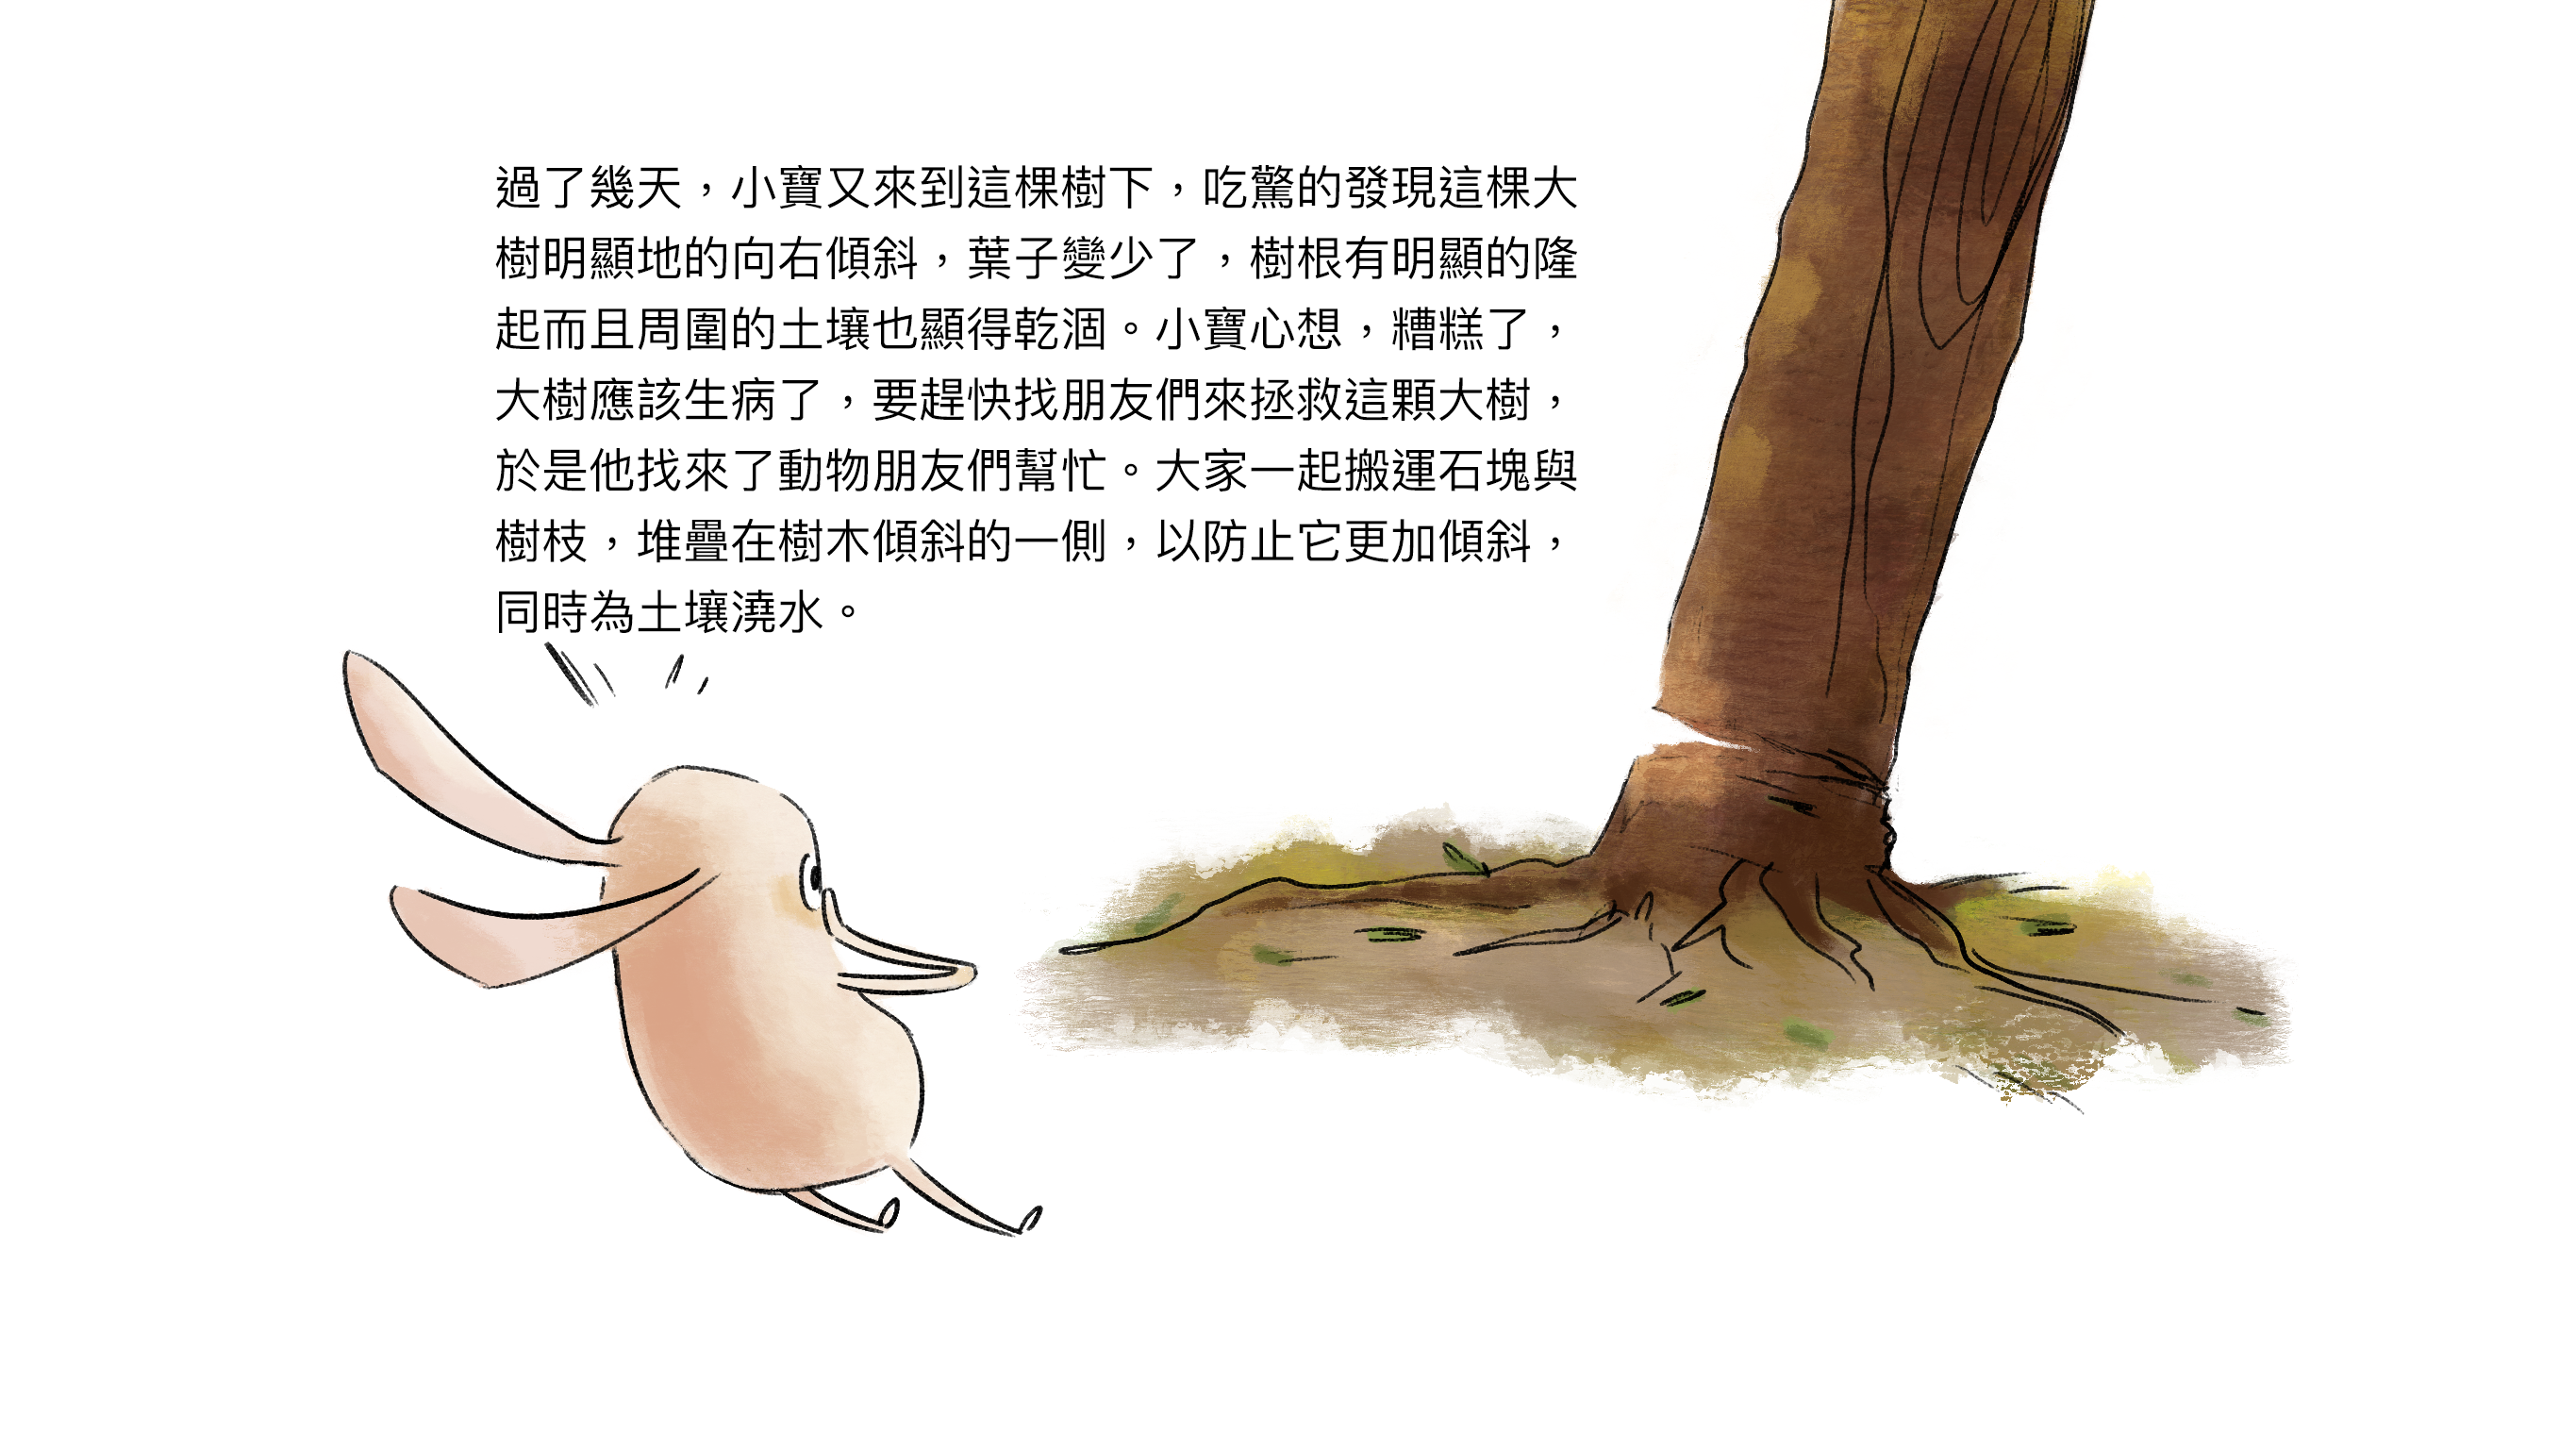 過了幾天，小寶又來到這棵樹下，吃驚的發現這棵大
樹明顯地的向右傾斜，葉子變少了，樹根有明顯的隆
起而且周圍的土壤也顯得乾涸。小寶心想，糟糕了，
大樹應該生病了，要趕快找朋友們來拯救這顆大樹，
於是他找來了動物朋友們幫忙。大家一起搬運石塊與
樹枝，堆疊在樹木傾斜的一側，以防止它更加傾斜，
同時為土壤澆水。